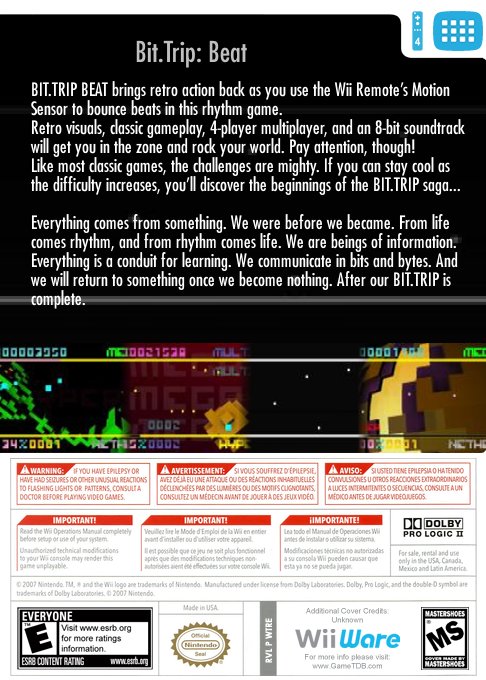 4
Bit.Trip: Beat
BIT.TRIP BEAT brings retro action back as you use the Wii Remote's Motion
Sensor to bounce beats in this rhythm game.
Retro visuals, classic gameplay, 4-player multiplayer, and an 8-bit soundtrack
will get you in the zone and rock your world. Pay attention, though!
Like most classic games, the challenges are mighty. If you can stay cool as
the difficulty increases, you'll discover the beginnings of the BIT.TRIP saga...
Everything comes from something. We were before we became. From life
comes rhythm, and from rhythm comes life. We are beings of information.
Everything is a conduit for learning. We communicate in bits and bytes. And
we will return to something once we become nothing. After our BIT.TRIP is
complete.
00003950
MULT
MEGA
WARNING: IF YOU HAVE EPILEPSY OR
HAVE HAD SEIZURES OR OTHER UNUSUAL REACTIONS
TO FLASHING LIGHTS OR PATTERNS, CONSULT A
DOCTOR BEFORE PLAYING VIDEO GAMES.
AVERTISSEMENT: SI VOUS SOUFFREZ D'ÉPILEPSIE,
AVEZ DÉJÀ EU UNE ATTAQUE OU DES RÉACTIONS INHABITUELLES
DÉCLENCHÉES PAR DES LUMIÈRES OU DES MOTIFS CLIGNOTANTS,
CONSULTEZ UN MÉDECIN AVANT DE JOUER À DES JEUX VIDÉO.
AVISO: SI USTED TIENE EPILEPSIA O HA TENIDO
CONVULSIONES U OTROS REACCIONES EXTRAORDINARIOS
A LUCES INTERMITENTES O SECUENCIAS, CONSULTE A UN
MÉDICO ANTES DE JUGAR VIDEOJUEGOS.
IMPORTANT!
Read the Wii Operations Manual completely
before setup or use of your system.
Unauthorized technical modifications
to your Wii console may render this
game unplayable.
IMPORTANT!
Veuillez lire le Mode d'Emploi de la Wii en entier
avant d'installer ou d'utiliser votre appareil.
Il est possible que ce jeu ne soit plus fonctionnel
après que des modifications techniques non-
autorisées aient été effectuées sur votre console Wii.
¡IMPORTANTE!
Lea todo el Manual de Operaciones Wii
antes de instalar o utilizar su sistema.
Modificaciones técnicas no autorizadas
a su consola Wii pueden causar que
esta ya no se pueda jugar.
DOLBY
PRO LOGIC II
For sale, rental and use
only in the USA, Canada,
Mexico and Latin America.
© 2007 Nintendo. TM, ® and the Wii logo are trademarks of Nintendo. Manufactured under license from Dolby Laboratories. Dolby, Pro Logic, and the double-D symbol are
trademarks of Dolby Laboratories. © 2007 Nintendo.
EVERYONE
E
Visit www.esrb.org
for more ratings
information.
ESRB CONTENT RATING www.esrb.org
Made in USA.
Official
Nintendo
Seal
RVL P WTRE
Additional Cover Credits:
Unknown
WiiWare
For more info please visit:
www.GameTDB.com
MASTERSHOES
MS
COVER MADE BY
MASTERSHOES